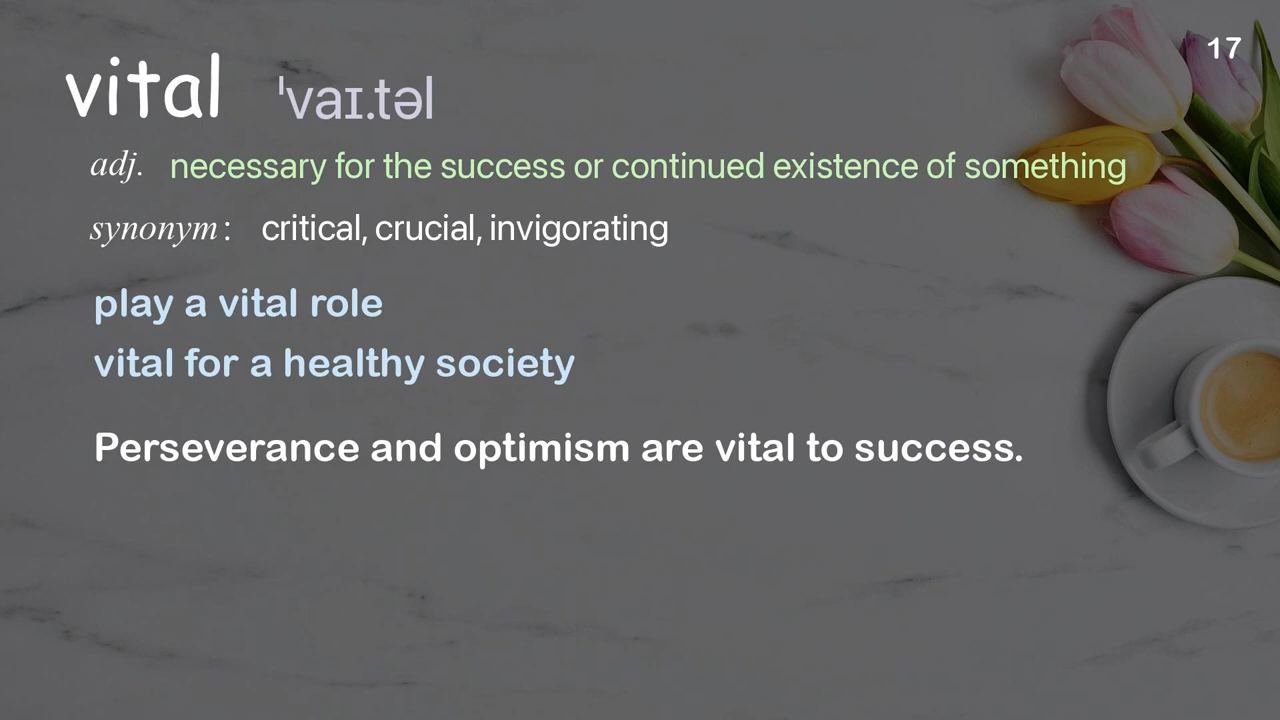 17
vital ˈvaɪ.təl
adj. necessary for the success or continued existence of something
synonym: critical, crucial, invigorating
play a vital role
vital for a healthy society
Perseverance and optimism are vital to success.